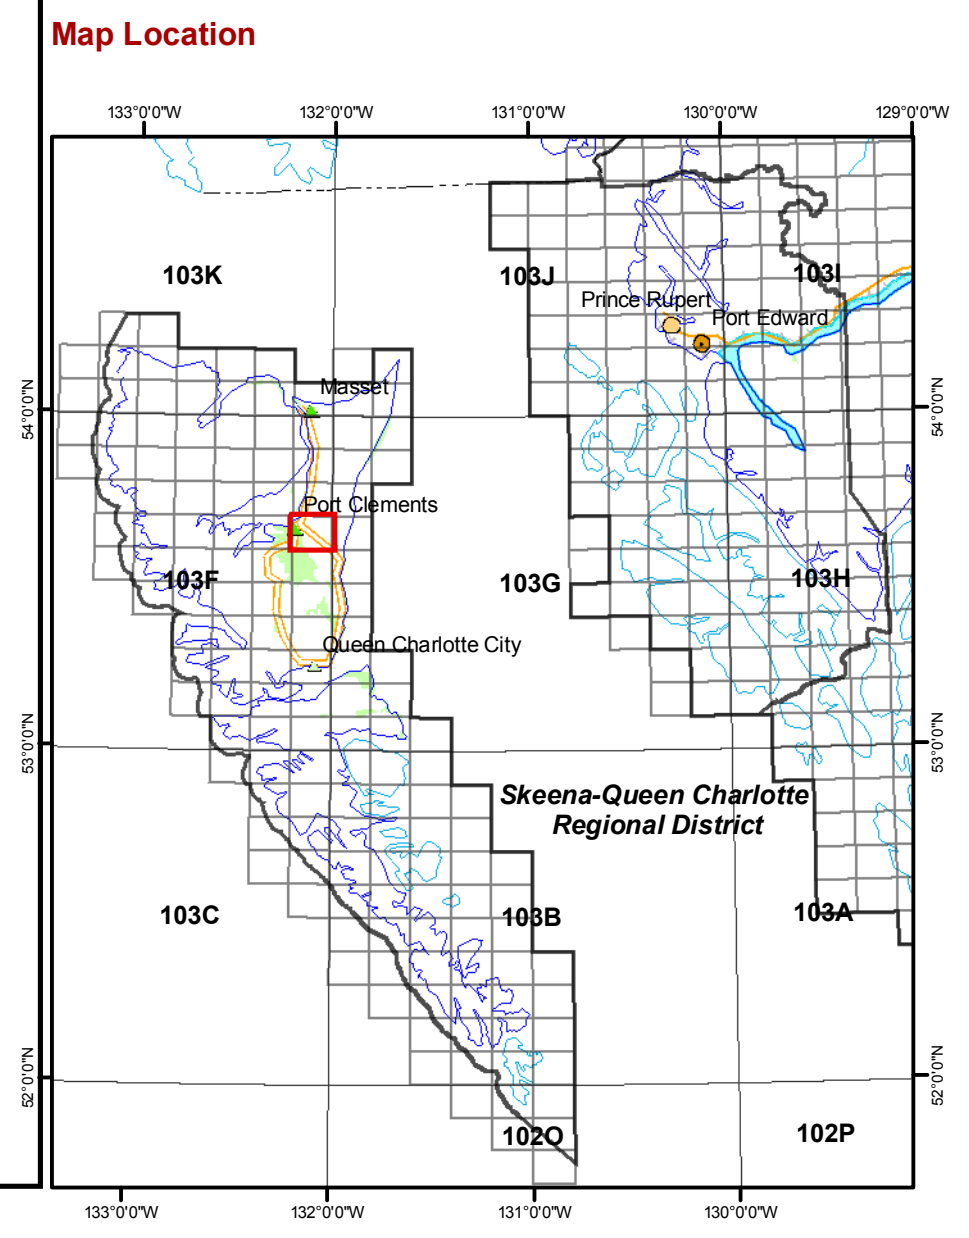 Map Location
133°0'0"W
132°0'0"W
131°0'0"W
130°0'0"W
129°0'0"W
103K
103J
103I
Prince Rupert
Port Edward
Masset
54°0'0"N
54°0'0"N
Port Clements
103F
103G
103H
Queen Charlotte City
53°0'0"N
53°0'0"N
Skeena-Queen Charlotte
Regional District
103C
103B
103A
52°0'0"N
52°0'0"N
102O
102P
133°0'0"W
132°0'0"W
131°0'0"W
130°0'0"W